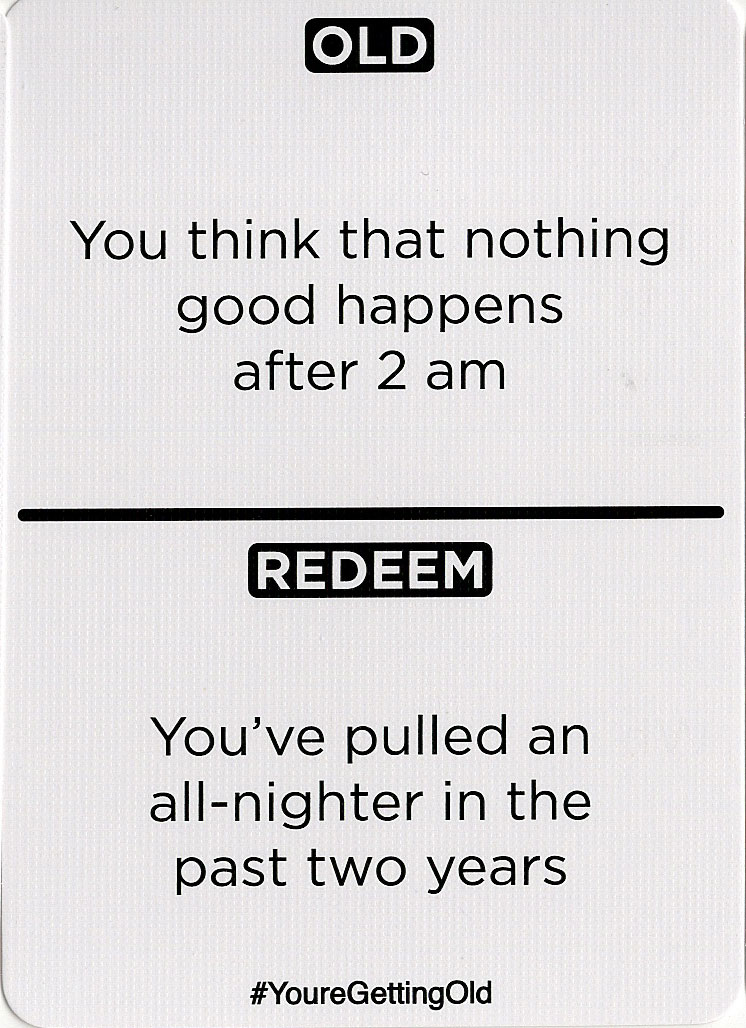 OLD
You think that nothing
good happens
after 2 am
REDEEM
You’ve pulled an
all-nighter in the
past two years
#YoureGettingOld